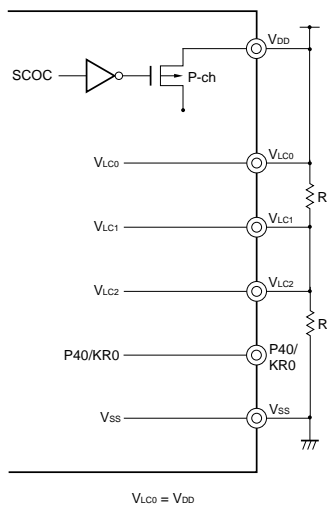 VDD
SCOC
P-ch
VLC0
VLC0
R
VLC1
VLC1
VLC2
VLC2
R
P40/KR0
P40/
KR0
VSS
VSS
VLC0 = VDD